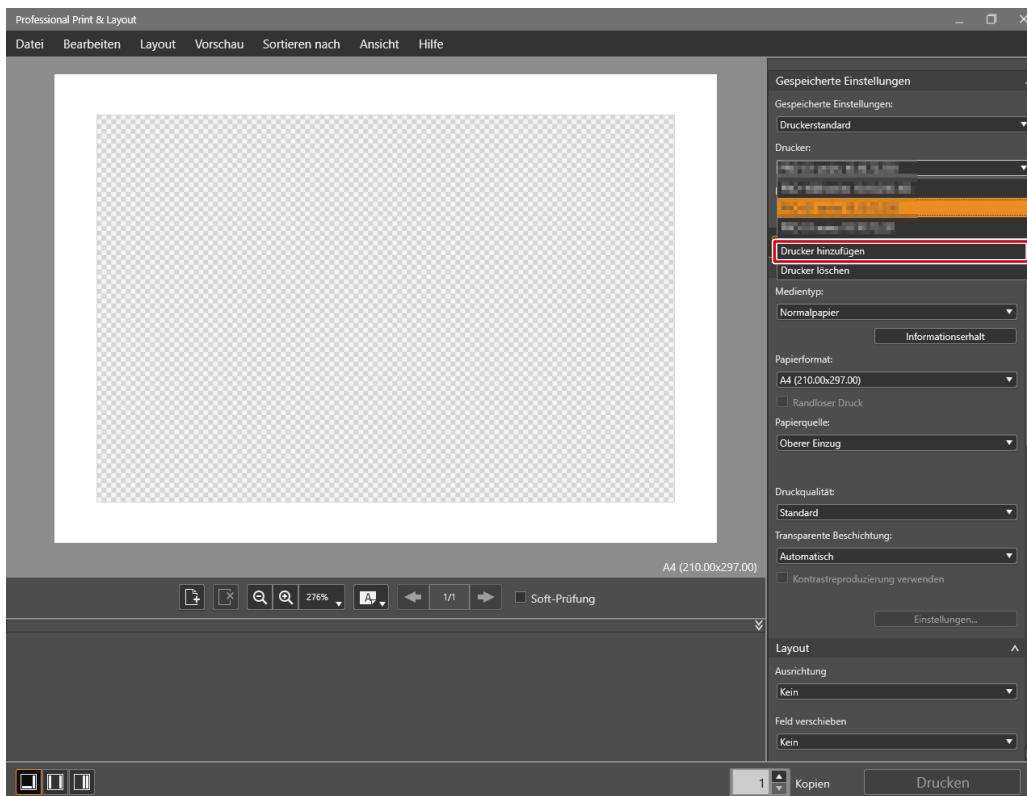 Professional Print & Layout
Datei Bearbeiten Layout Vorschau Sortieren nach Ansicht Hilfe
Gespeicherte Einstellungen
Gespeicherte Einstellungen:
Druckerstandard
Drucker:
Drucker hinzufügen
Drucker löschen
Medientyp:
Normalpapier
Informationserhalt
Papierformat:
A4 (210.00x297.00)
Randloser Druck
Papierquelle:
Oberer Einzug
Druckqualität:
Standard
Transparente Beschichtung:
Automatisch
Kontrastreproduzierung verwenden
Einstellungen...
A4 (210.00x297.00)
276% A 1/1 Soft-Prüfung
Layout
Ausrichtung
Kein
Feld verschieben
Kein
1 Kopien Drucken